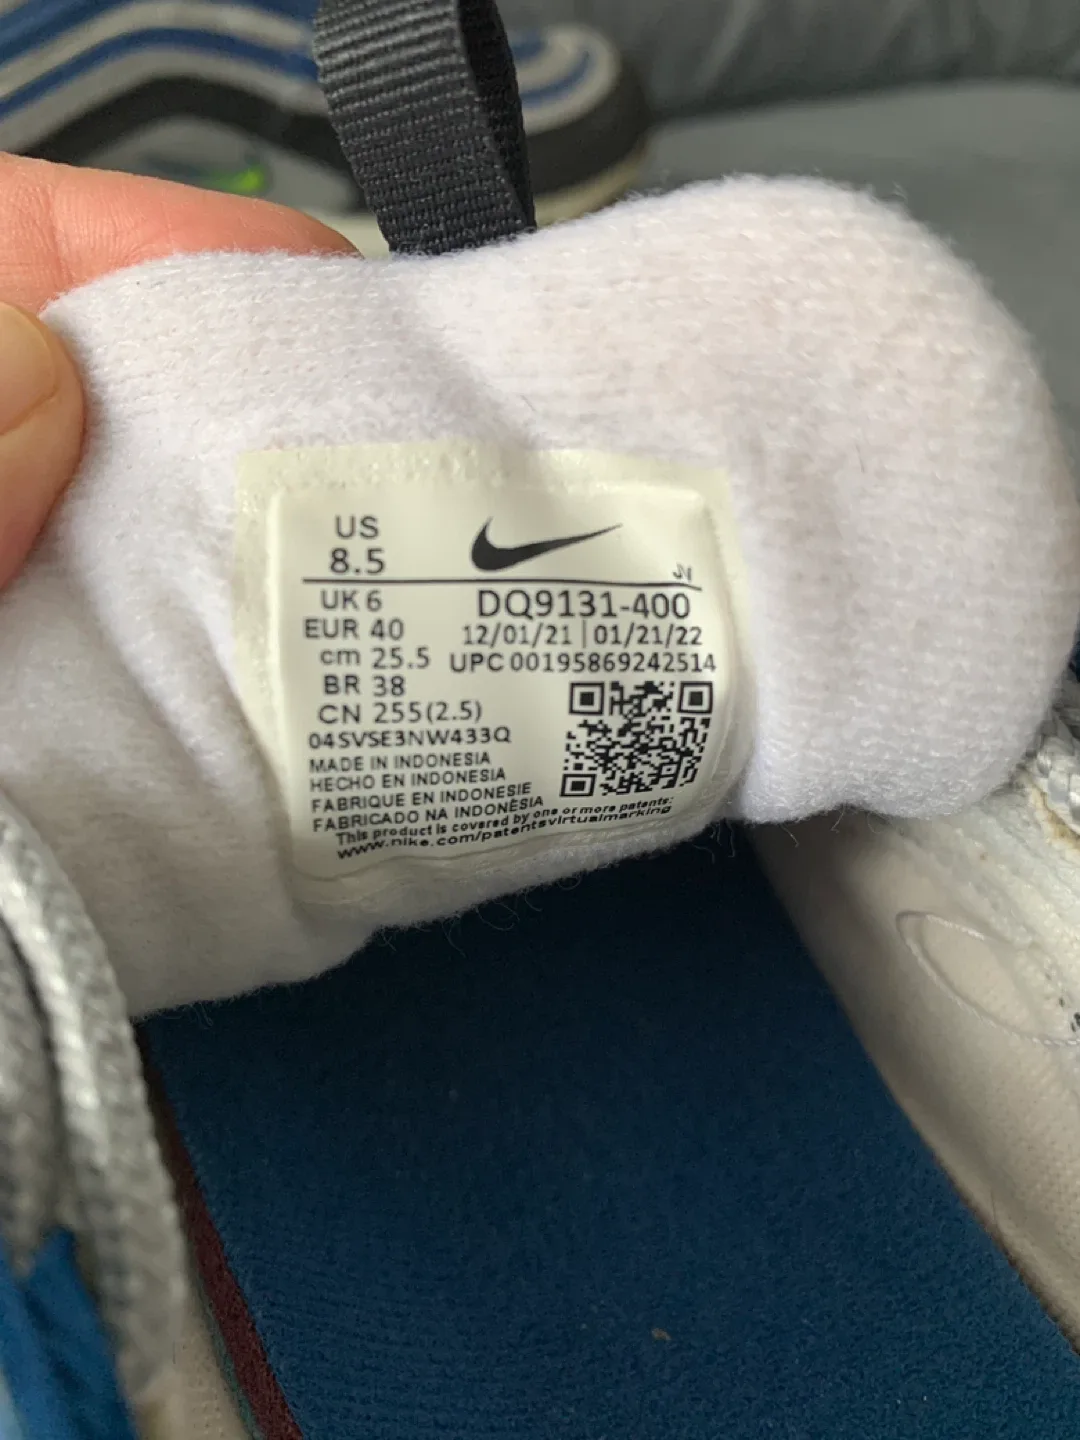 US
8.5
UK 6
EUR 40
cm 25.5
BR 38
CN 255(2.5)
DQ9131-400
12/01/21 | 01/21/22
UPC 00195869242514
04SVSE3NW433Q
MADE IN INDONESIA
HECHO EN INDONESIA
FABRIQUE EN INDONESIE
FABRICADO NA INDONÉSIA
This product is covered by one or more patents:
www.nike.com/patentsvirtualmarking